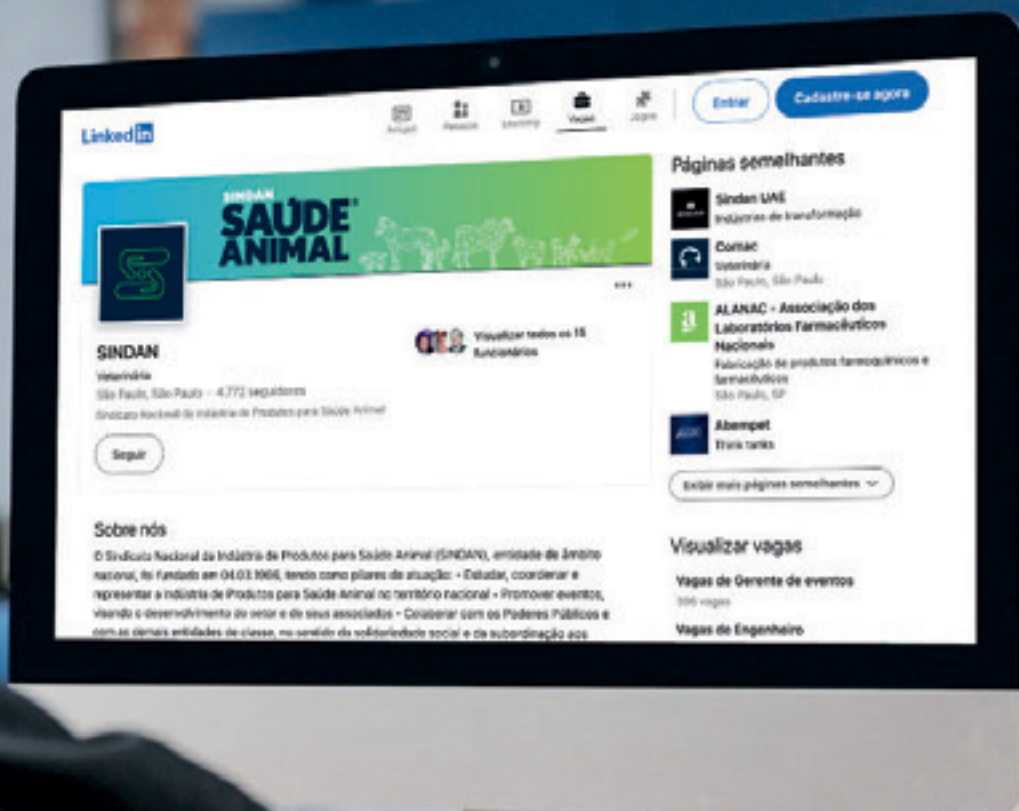 Linked in
Artigos
Pessoas
Learning
Vagas
Jogos
Entrar
Cadastre-se agora
SINDAN
SAÚDE
ANIMAL
SINDAN
Veterinária
São Paulo, São Paulo · 4.772 seguidores
Sindicato Nacional da Indústria de Produtos para Saúde Animal
Visualizar todos os 15
funcionários
Seguir
Sobre nós
O Sindicato Nacional da Indústria de Produtos para Saúde Animal (SINDAN), entidade de âmbito
nacional, foi fundado em 04.03.1966, tendo como pilares de atuação: • Estudar, coordenar e
representar a Indústria de Produtos para Saúde Animal no território nacional • Promover eventos,
visando o desenvolvimento do setor e de seus associados • Colaborar com os Poderes Públicos e
com as demais entidades de classe, no sentido da solidariedade social e da subordinação aos
Páginas semelhantes
Sindan UAE
Indústrias de transformação
Comac
Veterinária
São Paulo, São Paulo
a
ALANAC - Associação dos
Laboratórios Farmacêuticos
Nacionais
Fabricação de produtos farmoquímicos e
farmacêuticos
São Paulo, SP
Abempet
Think tanks
Exibir mais páginas semelhantes
Visualizar vagas
Vagas de Gerente de eventos
vagas
Vagas de Engenheiro